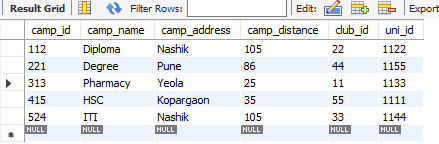 Result Grid Filter Rows: Edit: Export
camp_id camp_name camp_address camp_distance club_id uni_id
112 Diploma Nashik 105 22 1122
221 Degree Pune 86 44 1155
313 Pharmacy Yeola 25 11 1133
415 HSC Kopargaon 35 55 1111
524 ITI Nashik 105 33 1144
NULL NULL NULL NULL NULL NULL